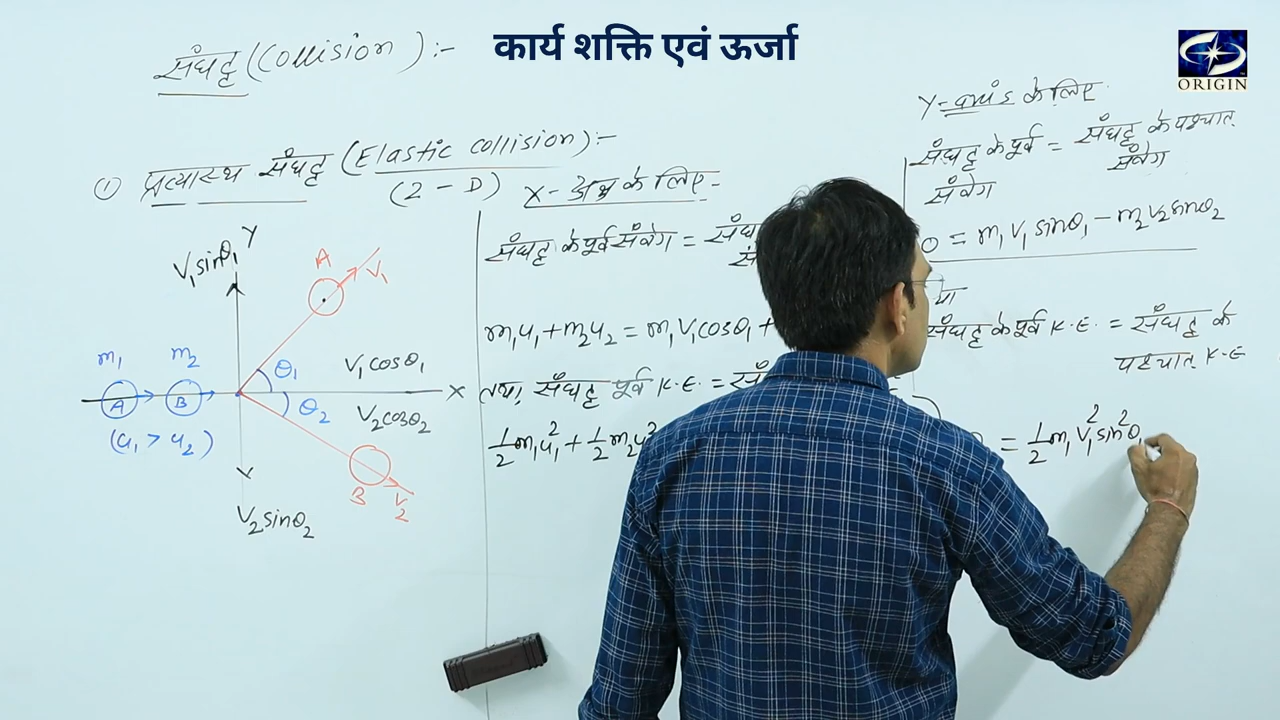 कार्य शक्ति एवं ऊर्जा
ORIGIN
संघट्ट (Collision) :-
① प्रत्यास्थ संघट्ट (Elastic collision) :-
(2 - D)
Y
V₁sinθ₁
A
V₁
m₁ m₂
θ₁
V₁cosθ₁
A B
X
θ₂
V₂cosθ₂
(u₁ > u₂)
B
V₂
Y
V₂sinθ₂
X- अक्ष के लिए-
संघट्ट के पूर्व संवेग =
m₁u₁ + m₂u₂ = m₁V₁cosθ₁ +
तथा, संघट्ट पूर्व K.E. =
½m₁u₁² + ½m₂u₂²
Y-axis के लिए.
संघट्ट के पूर्व = संघट्ट के पश्चात्
संवेग संवेग
0 = m₁V₁sinθ₁ - m₂V₂sinθ₂
संघट्ट के पूर्व K.E. = संघट्ट के
पश्चात् K-E
= ½m₁V₁²sin²θ₁